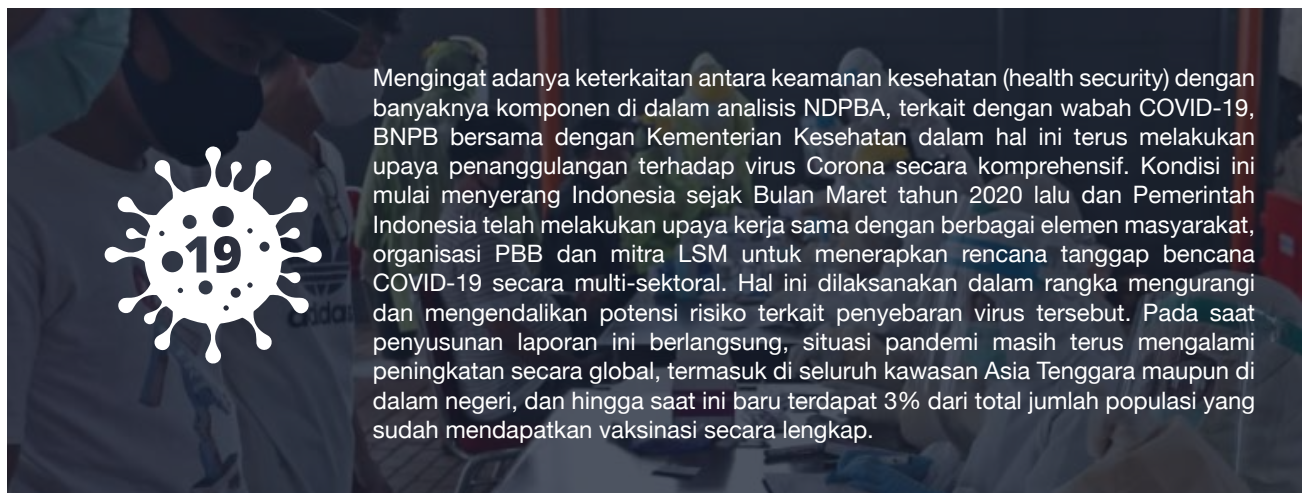 Mengingat adanya keterkaitan antara keamanan kesehatan (health security) dengan
banyaknya komponen di dalam analisis NDPBA, terkait dengan wabah COVID-19,
BNPB bersama dengan Kementerian Kesehatan dalam hal ini terus melakukan
upaya penanggulangan terhadap virus Corona secara komprehensif. Kondisi ini
mulai menyerang Indonesia sejak Bulan Maret tahun 2020 lalu dan Pemerintah
Indonesia telah melakukan upaya kerja sama dengan berbagai elemen masyarakat,
organisasi PBB dan mitra LSM untuk menerapkan rencana tanggap bencana
COVID-19 secara multi-sektoral. Hal ini dilaksanakan dalam rangka mengurangi
dan mengendalikan potensi risiko terkait penyebaran virus tersebut. Pada saat
penyusunan laporan ini berlangsung, situasi pandemi masih terus mengalami
peningkatan secara global, termasuk di seluruh kawasan Asia Tenggara maupun di
dalam negeri, dan hingga saat ini baru terdapat 3% dari total jumlah populasi yang
sudah mendapatkan vaksinasi secara lengkap.
19
adidas